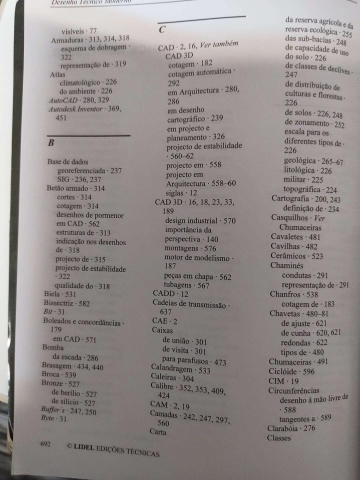 Desenho Técnico Moderno
visíveis · 77
Armaduras · 313, 314, 318
esquema de dobragem ·
322
representação de · 319
Atlas
climatológico · 226
do ambiente · 226
AutoCAD · 280, 329
Autodesk Inventor · 369,
451
B
Base de dados
georeferenciada · 237
SIG · 236, 237
Betão armado · 314
cortes · 314
cotagem · 314
desenhos de pormenor
em CAD · 562
estruturas de · 313
indicação nos desenhos
de · 318
projecto de · 315
projecto de estabilidade
· 322
qualidade do · 318
Biela · 531
Bissectriz · 582
Bit · 31
Boleados e concordâncias ·
179
em CAD · 571
Bomba
da escada · 286
Brasagem · 434, 440
Broca · 539
Bronze · 527
de berílio · 527
de silício · 527
Buffer's · 247, 250
Byte · 31
C
CAD · 2, 16, Ver também
CAD 3D
cotagem · 182
cotagem automática ·
292
em Arquitectura · 280,
286
em desenho
cartográfico · 239
em projecto e
planeamento · 326
projecto de estabilidade
· 560-62
projecto em · 558
projecto em
Arquitectura · 558-60
siglas · 12
CAD 3D · 16, 18, 23, 33,
189
design industrial · 570
importância da
perspectiva · 140
montagens · 576
motor de modelismo ·
187
peças em chapa · 562
tubagens · 567
CADD · 12
Cadeias de transmissão ·
637
CAE · 2
Caixas
de união · 301
de visita · 301
para parafusos · 473
Calandragem · 533
Caleiras · 304
Calibre · 352, 353, 409,
424
CAM · 2, 19
Camadas · 242, 247, 297,
560
Carta
da reserva agrícola e da
reserva ecológica · 255
das sub-bacias · 248
de capacidade de uso
do solo · 226
de classes de declives ·
247
de distribuição de
culturas e florestas ·
226
de solos · 226, 248
de zonamento · 252
escala para os
diferentes tipos de ·
226
geológica · 265-67
litológica · 226
militar · 225
topográfica · 224
Cartografia · 200, 243
definição de · 234
Casquilhos · Ver
Chumaceiras
Cavaletes · 481
Cavilhas · 482
Cerâmicos · 523
Chaminés
condutas · 291
representação de · 291
Chanfros · 538
cotagem de · 183
Chavetas · 480-81
de ajuste · 621
de cunha · 620, 621
redondas · 622
tipos de · 480
Chumaceiras · 491
Ciclóide · 596
CIM · 19
Circunferências
desenho à mão livre de
· 588
tangentes a · 589
Clarabóia · 276
Classes
692 © LIDEL EDIÇÕES TÉCNICAS